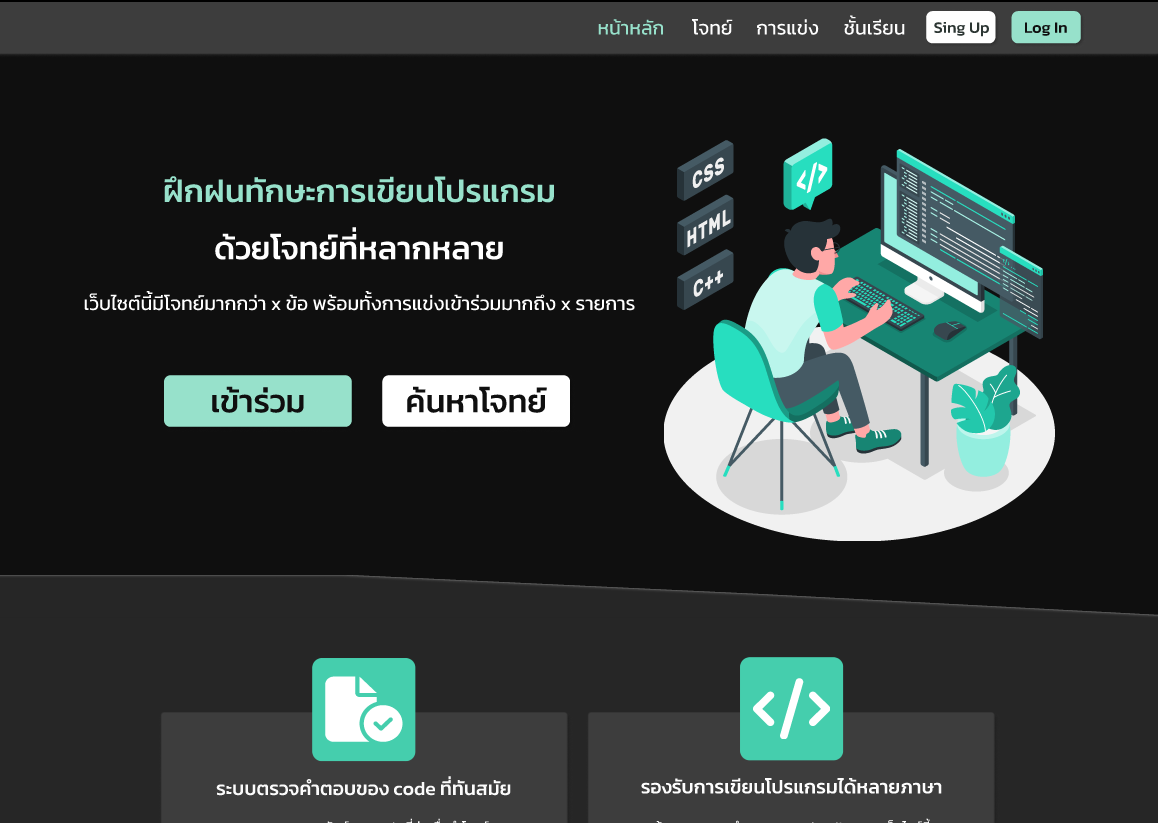 หน้าหลัก โจทย์ การแข่ง ชั้นเรียน Sing Up Log In
ฝึกฝนทักษะการเขียนโปรแกรม
ด้วยโจทย์ที่หลากหลาย
เว็บไซต์นี้มีโจทย์มากกว่า x ข้อ พร้อมทั้งการแข่งเข้าร่วมมากถึง x รายการ
เข้าร่วม ค้นหาโจทย์
CSS
</>
HTML
C++
</>
ระบบตรวจคำตอบของ code ที่ทันสมัย
รองรับการเขียนโปรแกรมได้หลายภาษา